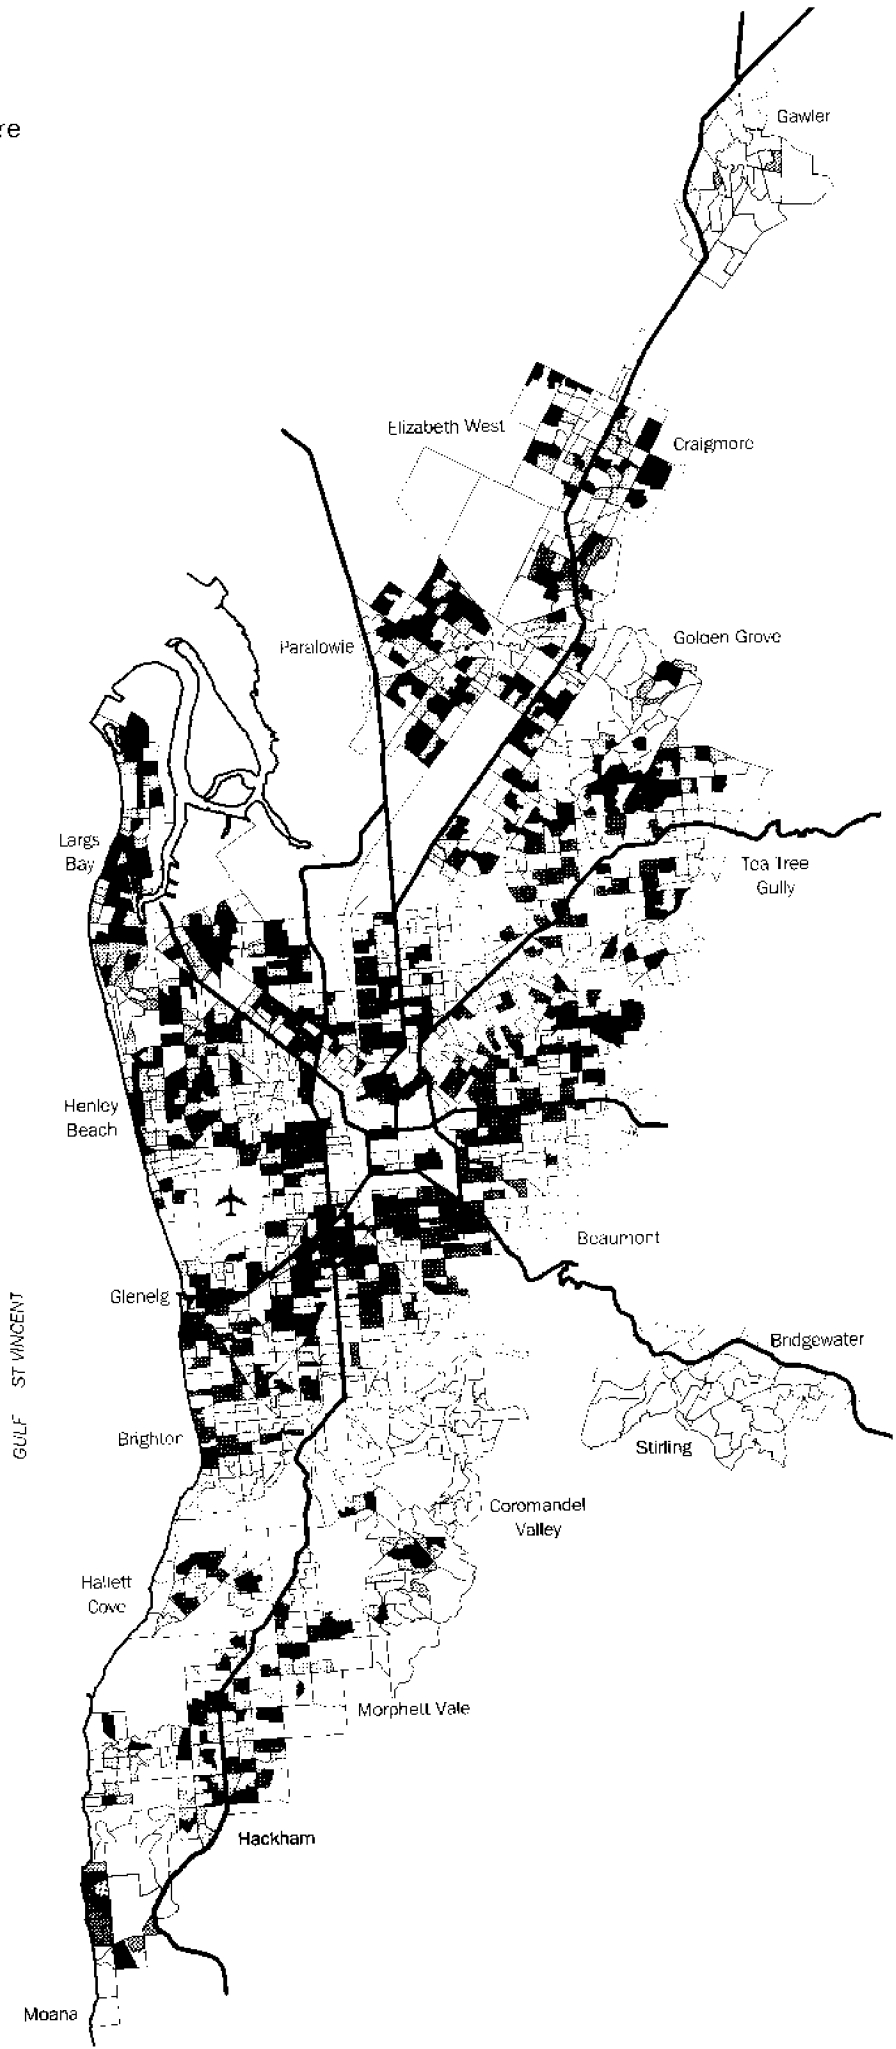 Gawler
Elizabeth West
Craigmore
Paralowie
Golden Grove
Largs
Bay
Tea Tree
Gully
Henley
Beach
Beaumont
Glenelg
GULF ST VINCENT
Bridgewater
Brighton
Stirling
Coromandel
Valley
Hallett
Cove
Morphett Vale
Hackham
Moana